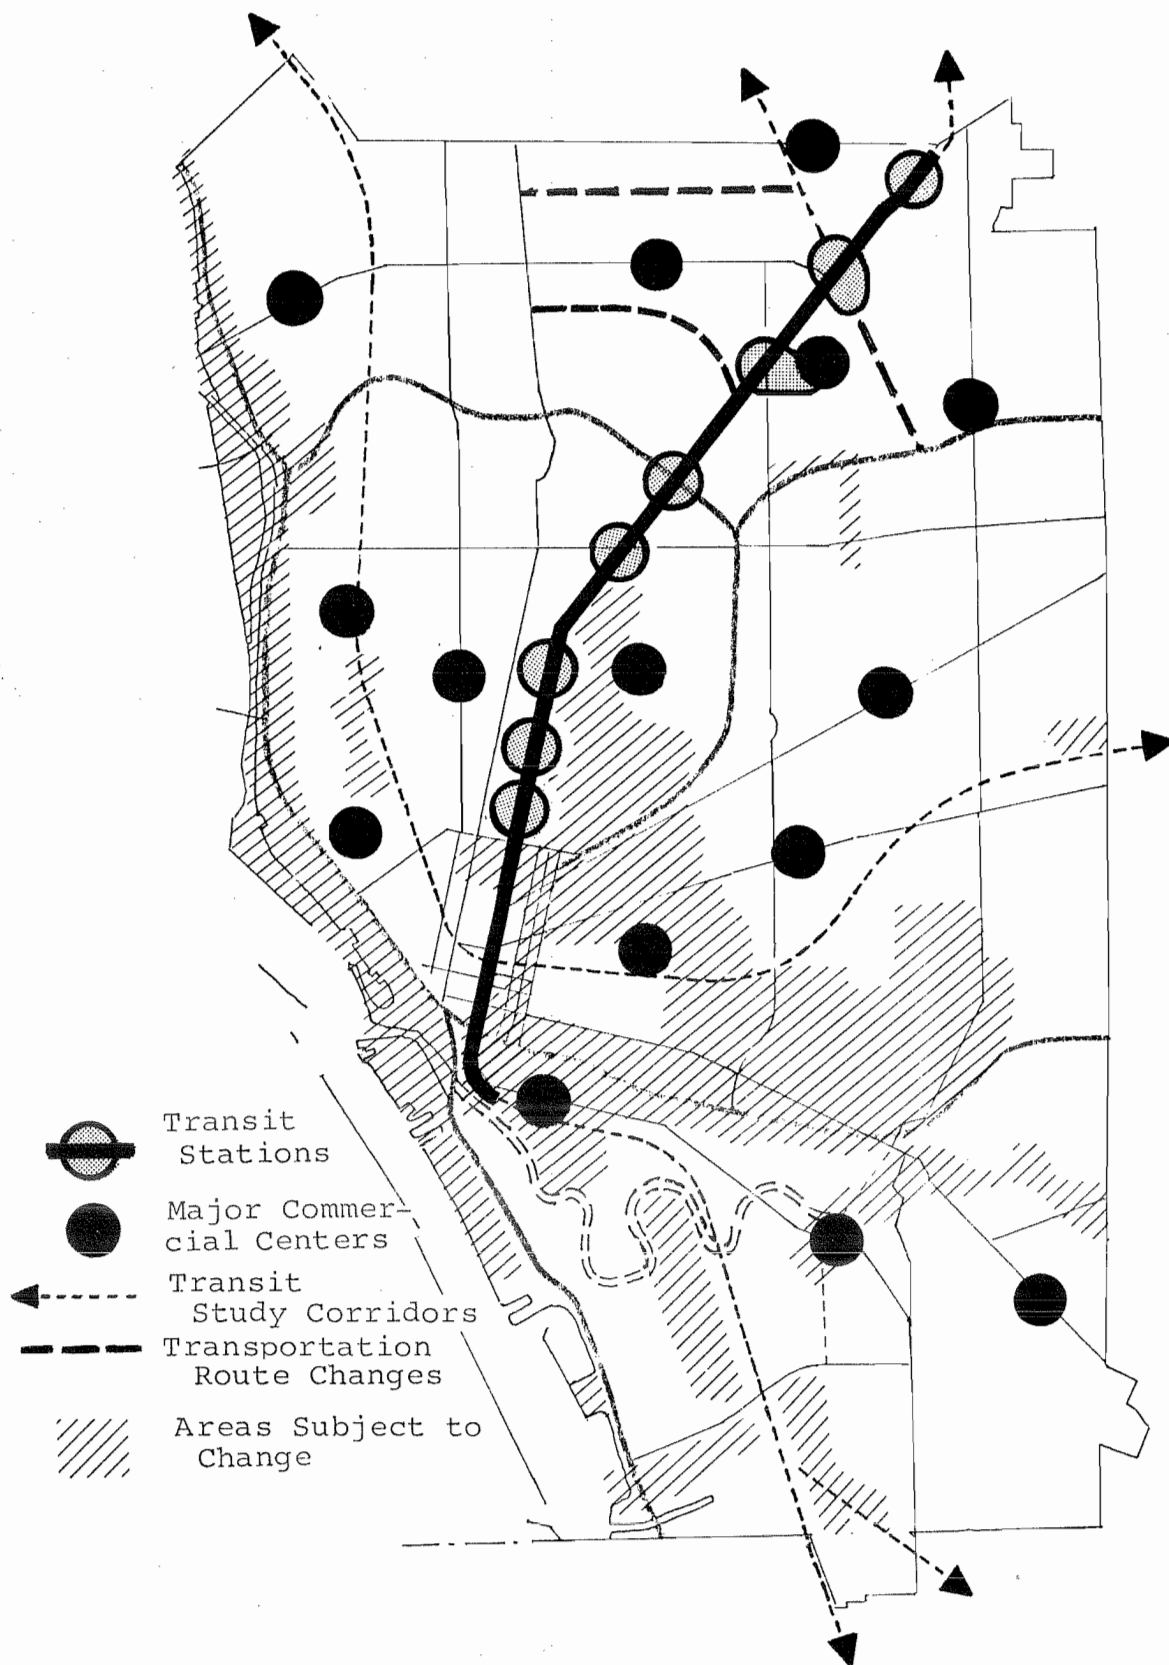 Transit
Stations
Major Commer-
cial Centers
Transit
Study Corridors
Transportation
Route Changes
Areas Subject to
Change